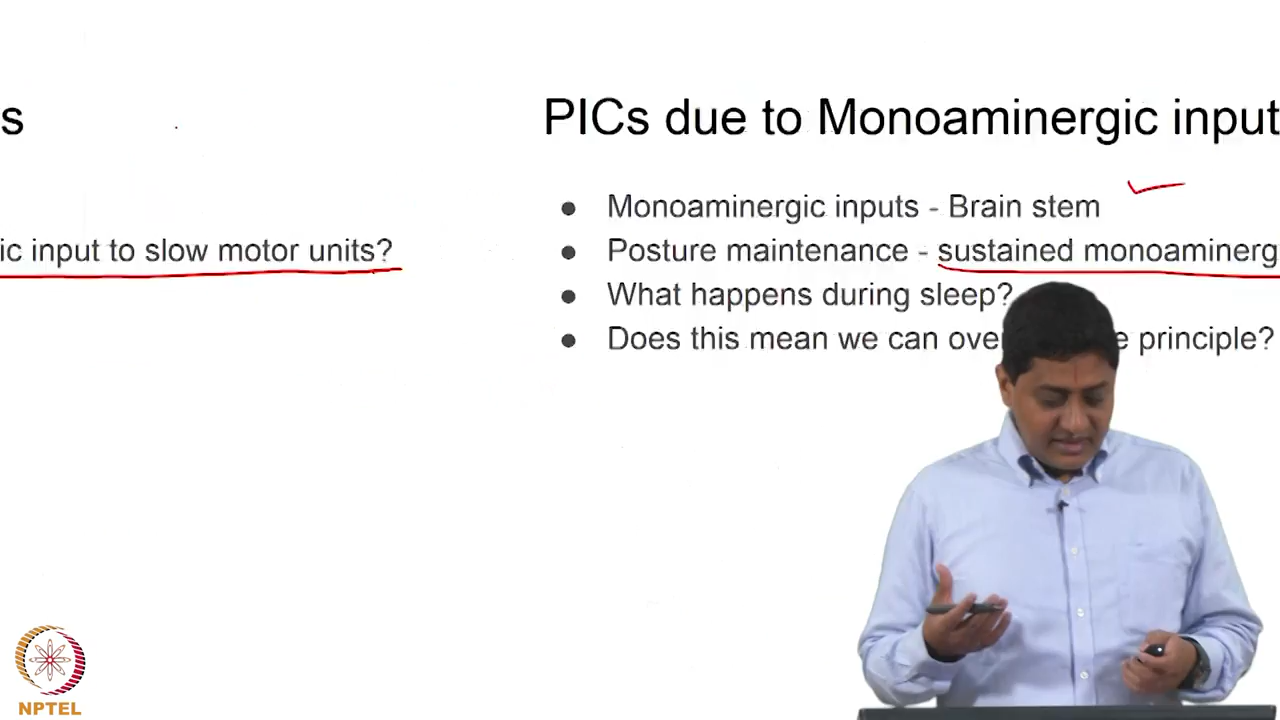 s
PICs due to Monoaminergic input
Monoaminergic inputs - Brain stem
ic input to slow motor units?
Posture maintenance - sustained monoaminerg
What happens during sleep?
Does this mean we can principle?
NPTEL